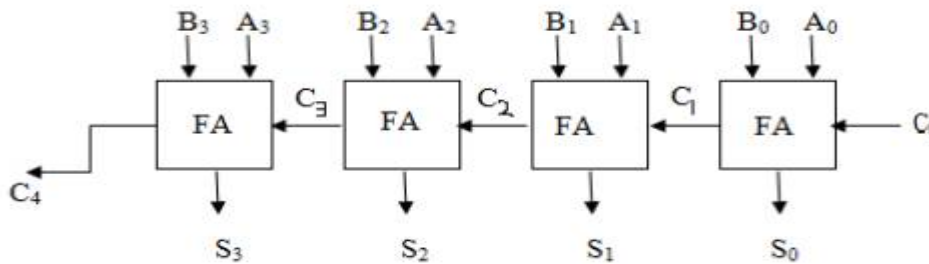 B₃ A₃ B₂ A₂ B₁ A₁ B₀ A₀
FA C₃ FA C₂ FA C₁ FA C
C₄
S₃ S₂ S₁ S₀